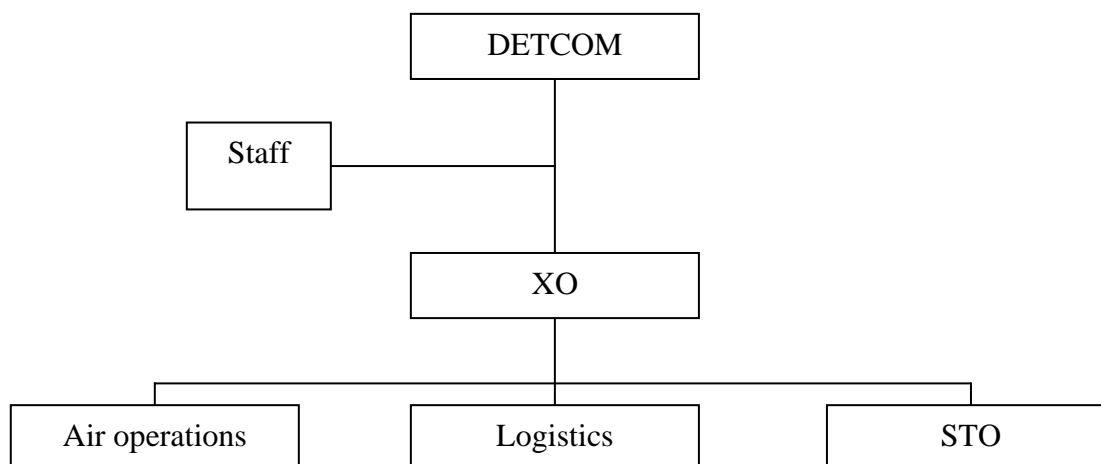 DETCOM
Staff
XO
Air operations
Logistics
STO